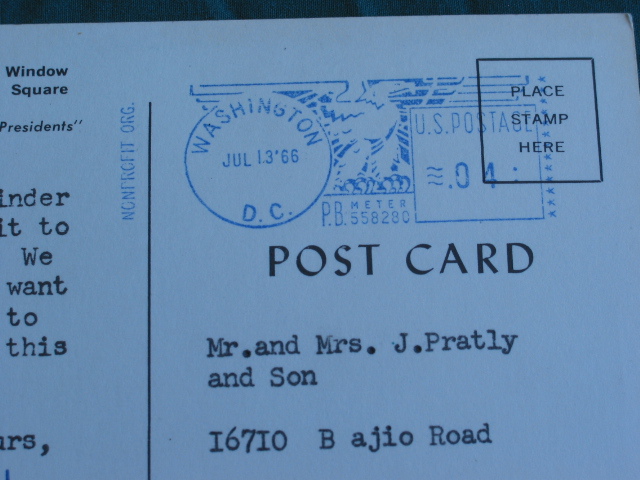 Window
Square
Presidents"
inder
it to
We
want
to
this
urs,
NONPROFIT ORG.
WASHINGTON
JUL 13'66
D.C.
U.S. POSTAGE
.04
P.B. METER
558280
PLACE
STAMP
HERE
POST CARD
Mr.and Mrs. J.Pratly
and Son
I67I0 B ajio Road